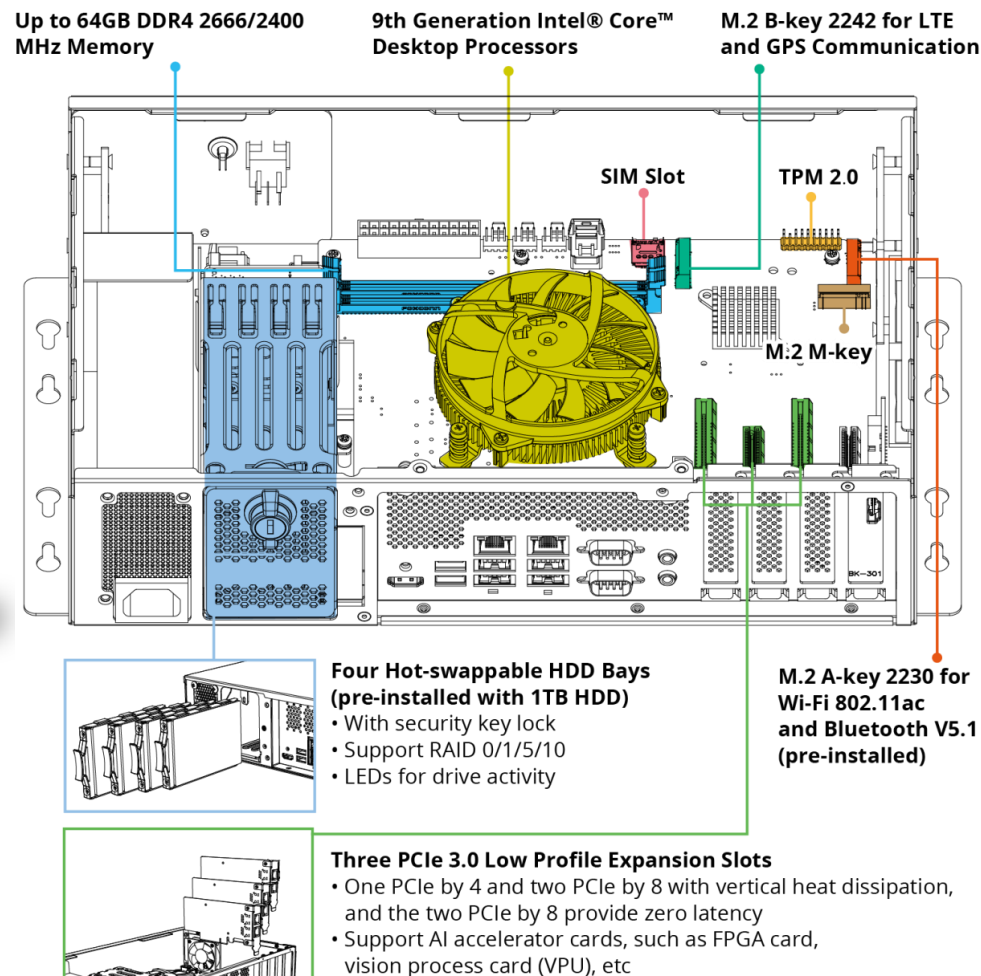 Up to 64GB DDR4 2666/2400
MHz Memory
9th Generation Intel® Core™
Desktop Processors
M.2 B-key 2242 for LTE
and GPS Communication
SIM Slot
TPM 2.0
FOXCONN
M.2 M-key
BK-301
Four Hot-swappable HDD Bays
(pre-installed with 1TB HDD)
• With security key lock
• Support RAID 0/1/5/10
• LEDs for drive activity
M.2 A-key 2230 for
Wi-Fi 802.11ac
and Bluetooth V5.1
(pre-installed)
Three PCIe 3.0 Low Profile Expansion Slots
• One PCIe by 4 and two PCIe by 8 with vertical heat dissipation,
and the two PCIe by 8 provide zero latency
• Support AI accelerator cards, such as FPGA card,
vision process card (VPU), etc